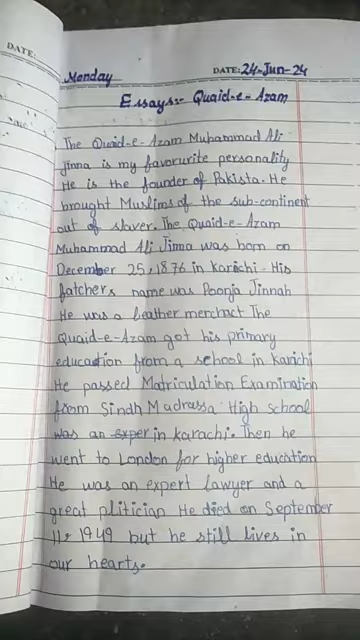 DATE:
Monday DATE: 24-Jun-24
Essays:- Quaid-e-Azam
The Quaid-e-Azam Muhammad Ali
Jinna is my favorurite personality
He is the founder of Pakista. He
brought Muslims of the sub-continent
out of slaver. The Quaid-e-Azam
Muhammad Ali Jinna was born on
December 25, 1876 in karichi. His
fatchers name was Poonja Jinnah
He was a leather merchact The
Quaid-e-Azam got his primary
education from a school in karichi
He passed Matriculation Examination
from Sindh Madrassa High school
was an exper in karachi. Then he
went to London for higher education
He was an expert lawyer and a
great plitician He died on September
11, 1949 but he still lives in
our hearts.